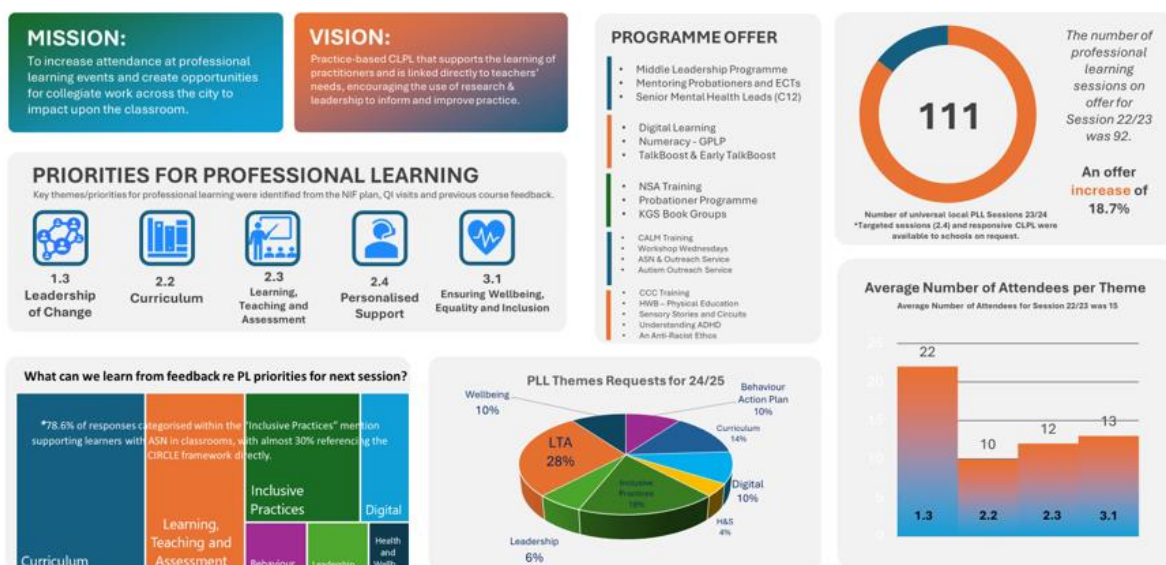 MISSION:
To increase attendance at professional
learning events and create opportunities
for collegiate work across the city to
impact upon the classroom.
VISION:
Practice-based CLPL that supports the learning of
practitioners and is linked directly to teachers'
needs, encouraging the use of research &
leadership to inform and improve practice.
PRIORITIES FOR PROFESSIONAL LEARNING
Key themes/priorities for professional learning were identified from the NIF plan, QI visits and previous course feedback.
1.3
Leadership
of Change
2.2
Curriculum
2.3
Learning,
Teaching and
Assessment
2.4
Personalised
Support
3.1
Ensuring Wellbeing,
Equality and Inclusion
PROGRAMME OFFER
• Middle Leadership Programme
• Mentoring Probationers and ECTs
• Senior Mental Health Leads (C12)
• Digital Learning
• Numeracy - GPLP
• TalkBoost & Early TalkBoost
• NSA Training
• Probationer Programme
• KGS Book Groups
• CALM Training
• Workshop Wednesdays
• ASN & Outreach Service
• Autism Outreach Service
• CCC Training
• HWB – Physical Education
• Sensory Stories and Circuits
• Understanding ADHD
• An Anti-Racist Ethos
111
Number of universal local PLL Sessions 23/24
*Targeted sessions (2.4) and responsive CLPL were
available to schools on request.
The number of
professional
learning
sessions on
offer for
Session 22/23
was 92.
An offer
increase of
18.7%
What can we learn from feedback re PL priorities for next session?
*78.6% of responses categorised within the "Inclusive Practices" mention
supporting learners with ASN in classrooms, with almost 30% referencing the
CIRCLE framework directly.
Curriculum
Learning,
Teaching and
Assessment
Inclusive
Practices
Digital
Behaviour
Leadership
Health
and
Wellb
PLL Themes Requests for 24/25
Wellbeing
10%
Behaviour
Action Plan
10%
Curriculum
14%
LTA
28%
Inclusive
Practices
18%
Digital
10%
H&S
4%
Leadership
6%
Average Number of Attendees per Theme
Average Number of Attendees for Session 22/23 was 15
25
20
15
10
5
0
22
10
12
13
1.3
2.2
2.3
3.1